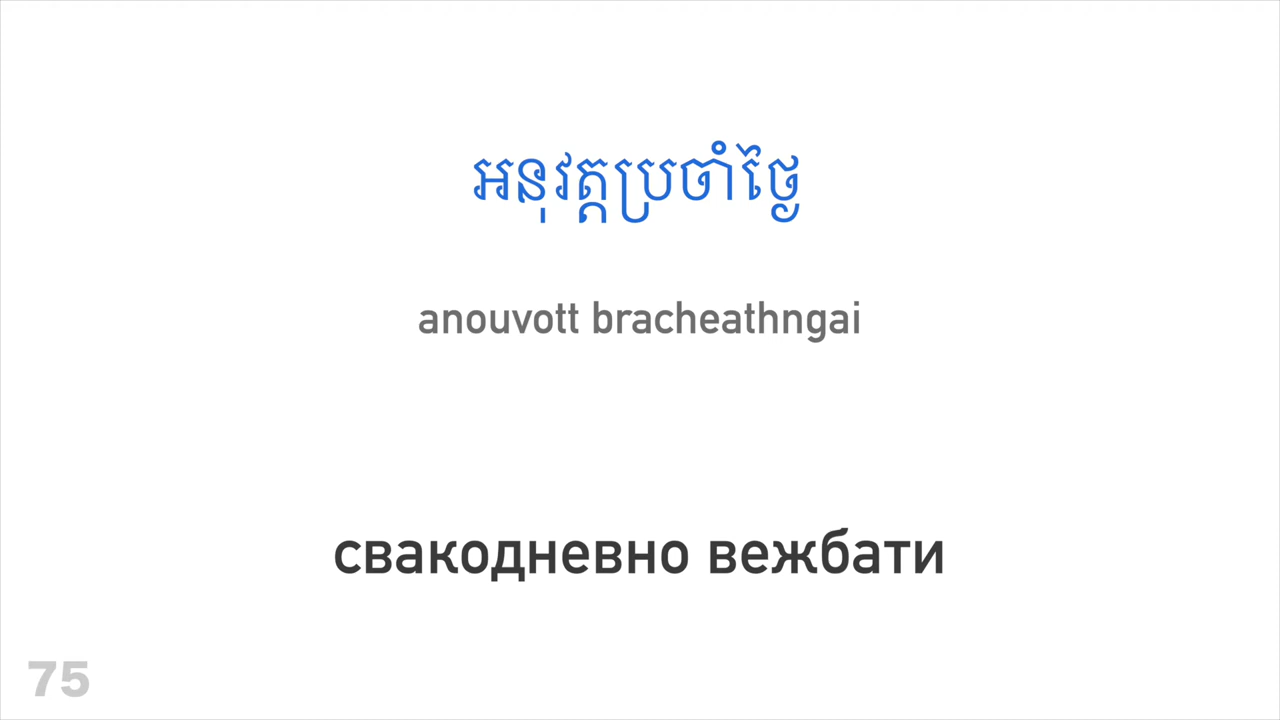 អនុវត្តប្រចាំថ្ងៃ
anouvott bracheathngai
свакодневно вежбати
75